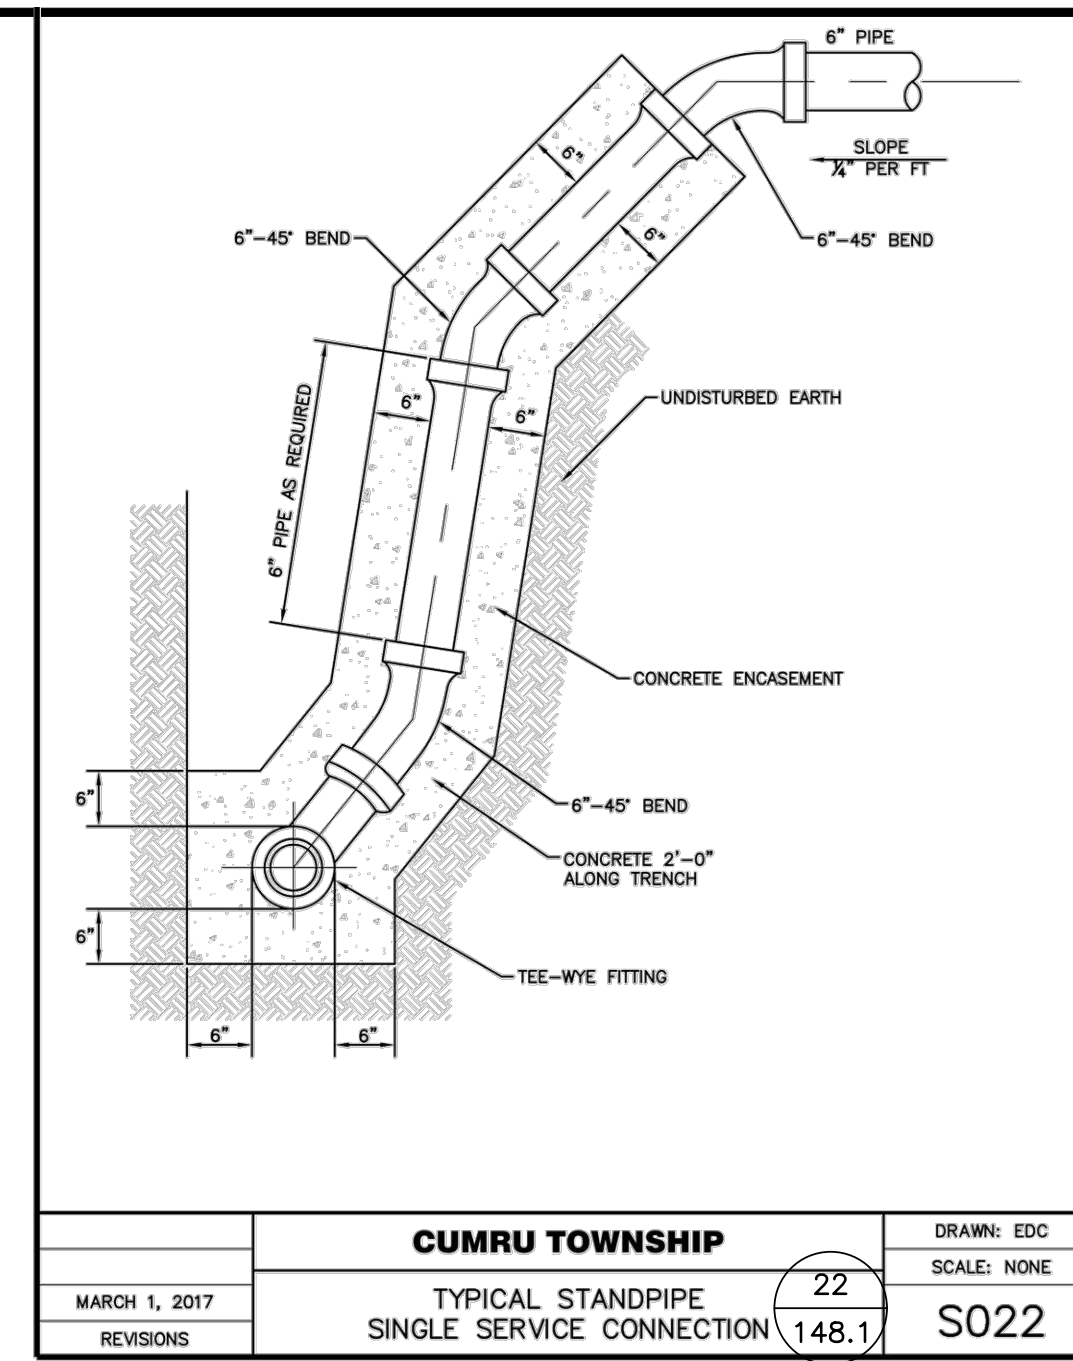 6" PIPE
SLOPE
¼" PER FT
6"
6"
6"-45° BEND
6"-45° BEND
6"
6"
6" PIPE AS REQUIRED
UNDISTURBED EARTH
CONCRETE ENCASEMENT
6"
6"-45° BEND
CONCRETE 2'-0"
ALONG TRENCH
6"
TEE-WYE FITTING
6"
6"
CUMRU TOWNSHIP
TYPICAL STANDPIPE
SINGLE SERVICE CONNECTION
22
148.1
DRAWN: EDC
SCALE: NONE
S022
MARCH 1, 2017
REVISIONS